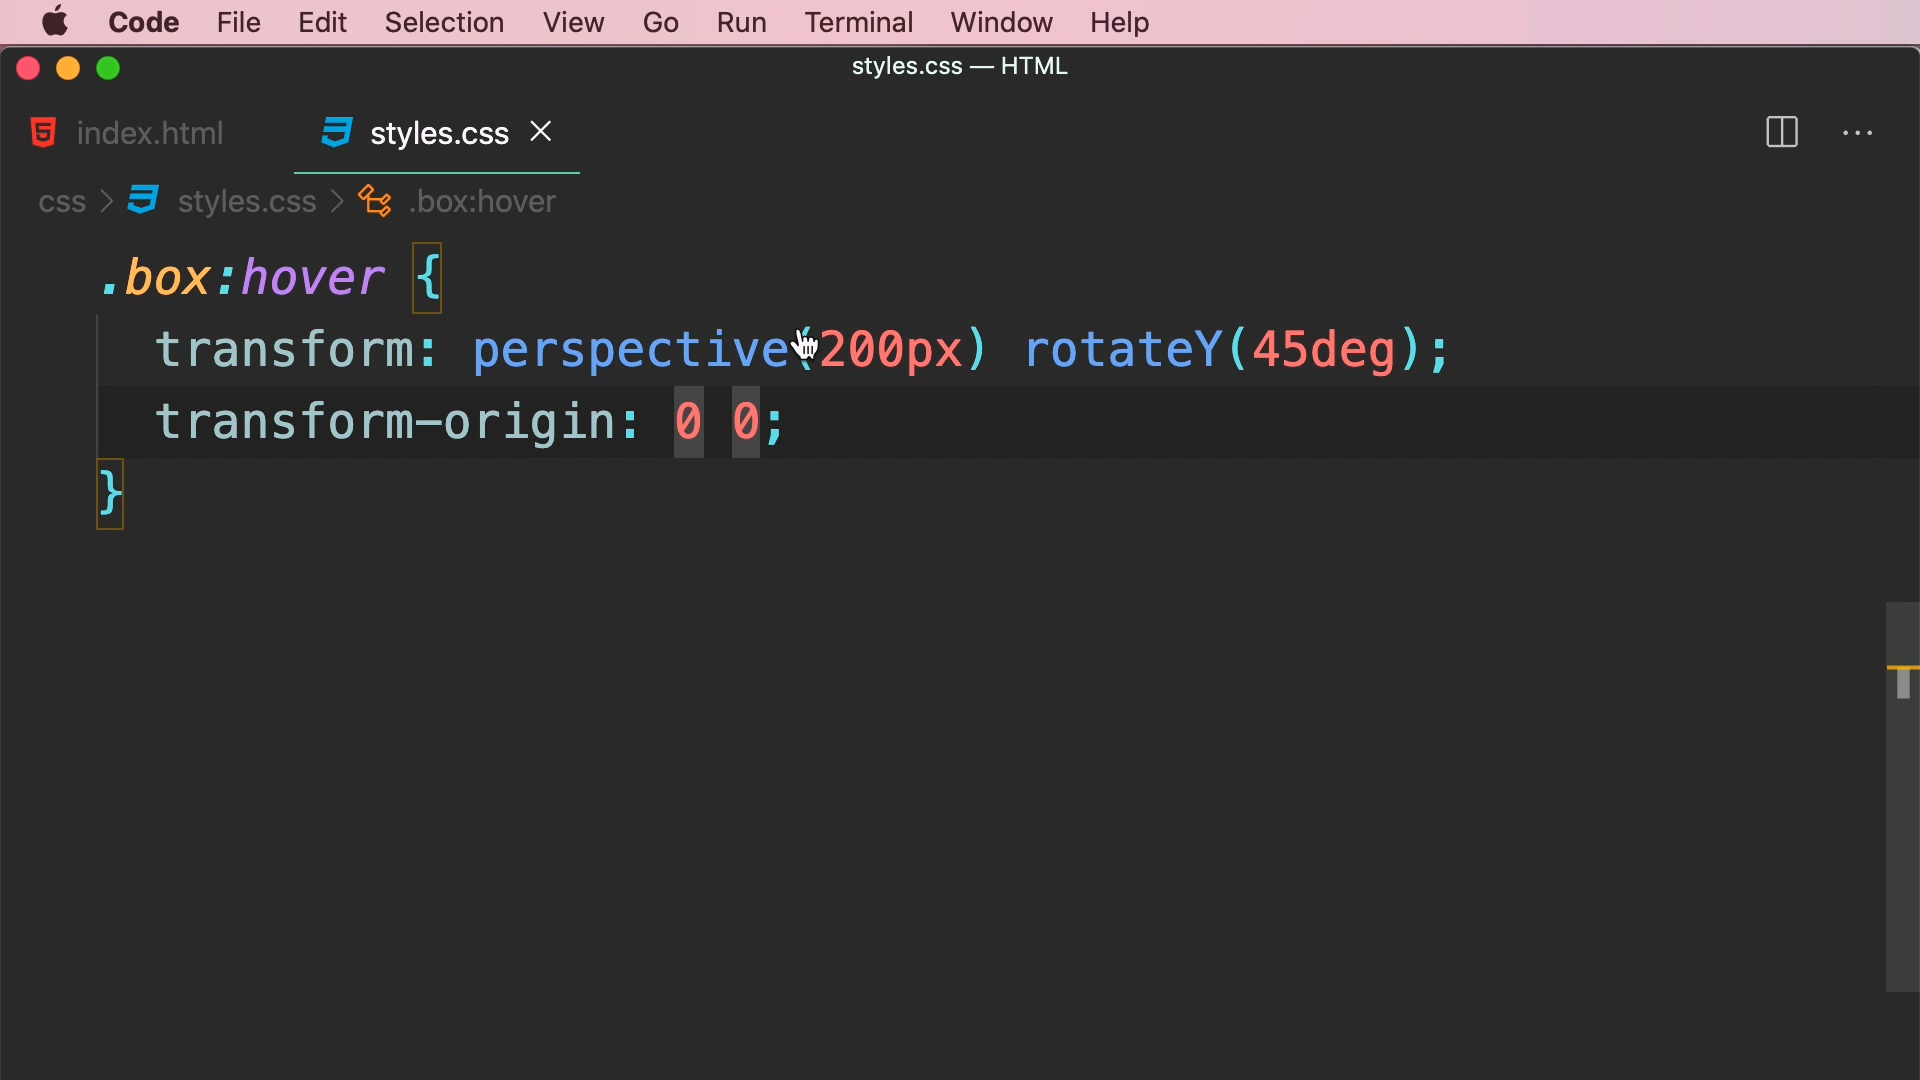 Code File Edit Selection View Go Run Terminal Window Help
styles.css — HTML
index.html styles.css
css > styles.css > .box:hover
.box:hover {
transform: perspective(200px) rotateY(45deg);
transform-origin: 0 0;
}